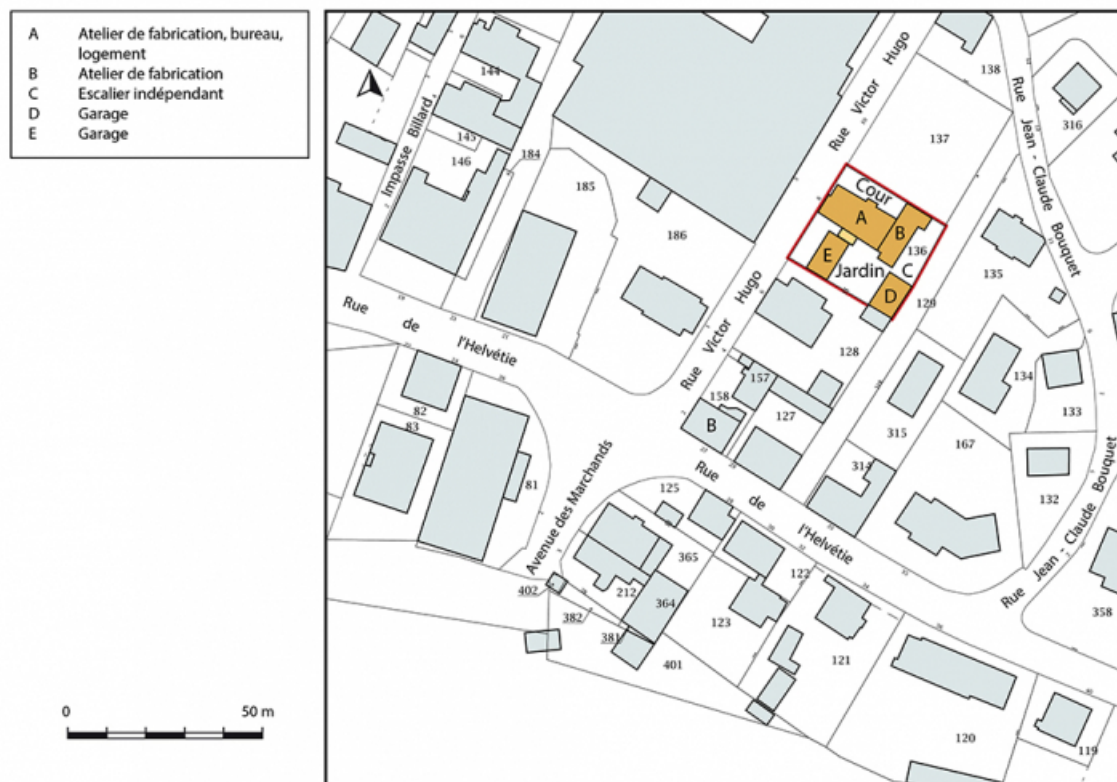 A Atelier de fabrication, bureau,
logement
B Atelier de fabrication
C Escalier indépendant
D Garage
E Garage
0 50 m
138
Rue Victor Hugo
Rue Jean - Claude Bouquet
144
316
137
Impasse Billard
145
146
184
185
Cour
A
B
136
186
E
Jardin
C
135
D
129
Rue de l'Helvétie
Rue Victor Hugo
128
134
157
158
133
82
127
B
83
315
167
314
132
81
125
Rue de l'Helvétie
Avenue des Marchands
365
122
Rue Jean-Claude Bouquet
402
212
364
358
382
123
381
401
121
120
119